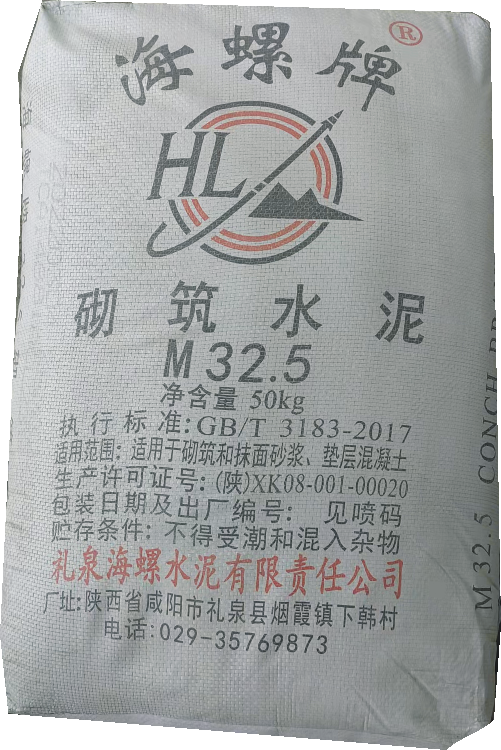 海螺牌®
HL
砌筑水泥
M32.5
净含量 50kg
执行标准:GB/T 3183-2017
适用范围:适用于砌筑和抹面砂浆、垫层混凝土
生产许可证号:(陕)XK08-001-00020
包装日期及出厂编号: 见喷码
贮存条件:不得受潮和混入杂物
礼泉海螺水泥有限责任公司
厂址:陕西省咸阳市礼泉县烟霞镇下韩村
电话:029-35769873
M 32.5 CONCH